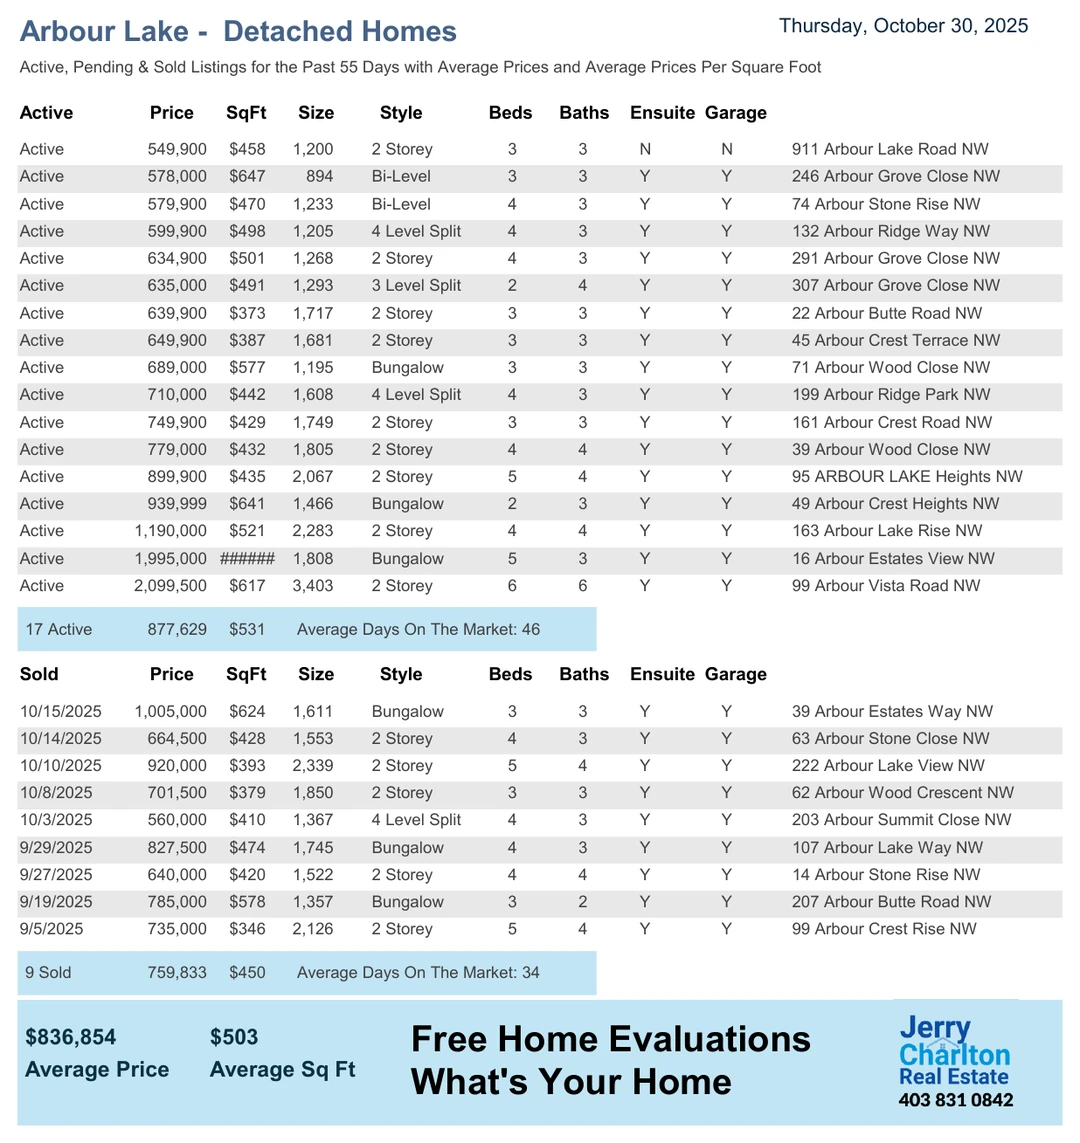 Arbour Lake - Detached Homes
Thursday, October 30, 2025
Active, Pending & Sold Listings for the Past 55 Days with Average Prices and Average Prices Per Square Foot
Active Price SqFt Size Style Beds Baths Ensuite Garage
Active 549,900 $458 1,200 2 Storey 3 3 N N 911 Arbour Lake Road NW
Active 578,000 $647 894 Bi-Level 3 3 Y Y 246 Arbour Grove Close NW
Active 579,900 $470 1,233 Bi-Level 4 3 Y Y 74 Arbour Stone Rise NW
Active 599,900 $498 1,205 4 Level Split 4 3 Y Y 132 Arbour Ridge Way NW
Active 634,900 $501 1,268 2 Storey 4 3 Y Y 291 Arbour Grove Close NW
Active 635,000 $491 1,293 3 Level Split 2 4 Y Y 307 Arbour Grove Close NW
Active 639,900 $373 1,717 2 Storey 3 3 Y Y 22 Arbour Butte Road NW
Active 649,900 $387 1,681 2 Storey 3 3 Y Y 45 Arbour Crest Terrace NW
Active 689,000 $577 1,195 Bungalow 3 3 Y Y 71 Arbour Wood Close NW
Active 710,000 $442 1,608 4 Level Split 4 3 Y Y 199 Arbour Ridge Park NW
Active 749,900 $429 1,749 2 Storey 3 3 Y Y 161 Arbour Crest Road NW
Active 779,000 $432 1,805 2 Storey 4 4 Y Y 39 Arbour Wood Close NW
Active 899,900 $435 2,067 2 Storey 5 4 Y Y 95 ARBOUR LAKE Heights NW
Active 939,999 $641 1,466 Bungalow 2 3 Y Y 49 Arbour Crest Heights NW
Active 1,190,000 $521 2,283 2 Storey 4 4 Y Y 163 Arbour Lake Rise NW
Active 1,995,000 ###### 1,808 Bungalow 5 3 Y Y 16 Arbour Estates View NW
Active 2,099,500 $617 3,403 2 Storey 6 6 Y Y 99 Arbour Vista Road NW
17 Active 877,629 $531 Average Days On The Market: 46
Sold Price SqFt Size Style Beds Baths Ensuite Garage
10/15/2025 1,005,000 $624 1,611 Bungalow 3 3 Y Y 39 Arbour Estates Way NW
10/14/2025 664,500 $428 1,553 2 Storey 4 3 Y Y 63 Arbour Stone Close NW
10/10/2025 920,000 $393 2,339 2 Storey 5 4 Y Y 222 Arbour Lake View NW
10/8/2025 701,500 $379 1,850 2 Storey 3 3 Y Y 62 Arbour Wood Crescent NW
10/3/2025 560,000 $410 1,367 4 Level Split 4 3 Y Y 203 Arbour Summit Close NW
9/29/2025 827,500 $474 1,745 Bungalow 4 3 Y Y 107 Arbour Lake Way NW
9/27/2025 640,000 $420 1,522 2 Storey 4 4 Y Y 14 Arbour Stone Rise NW
9/19/2025 785,000 $578 1,357 Bungalow 3 2 Y Y 207 Arbour Butte Road NW
9/5/2025 735,000 $346 2,126 2 Storey 5 4 Y Y 99 Arbour Crest Rise NW
9 Sold 759,833 $450 Average Days On The Market: 34
$836,854 $503
Average Price Average Sq Ft
Free Home Evaluations
What's Your Home
Jerry
Charlton
Real Estate
403 831 0842